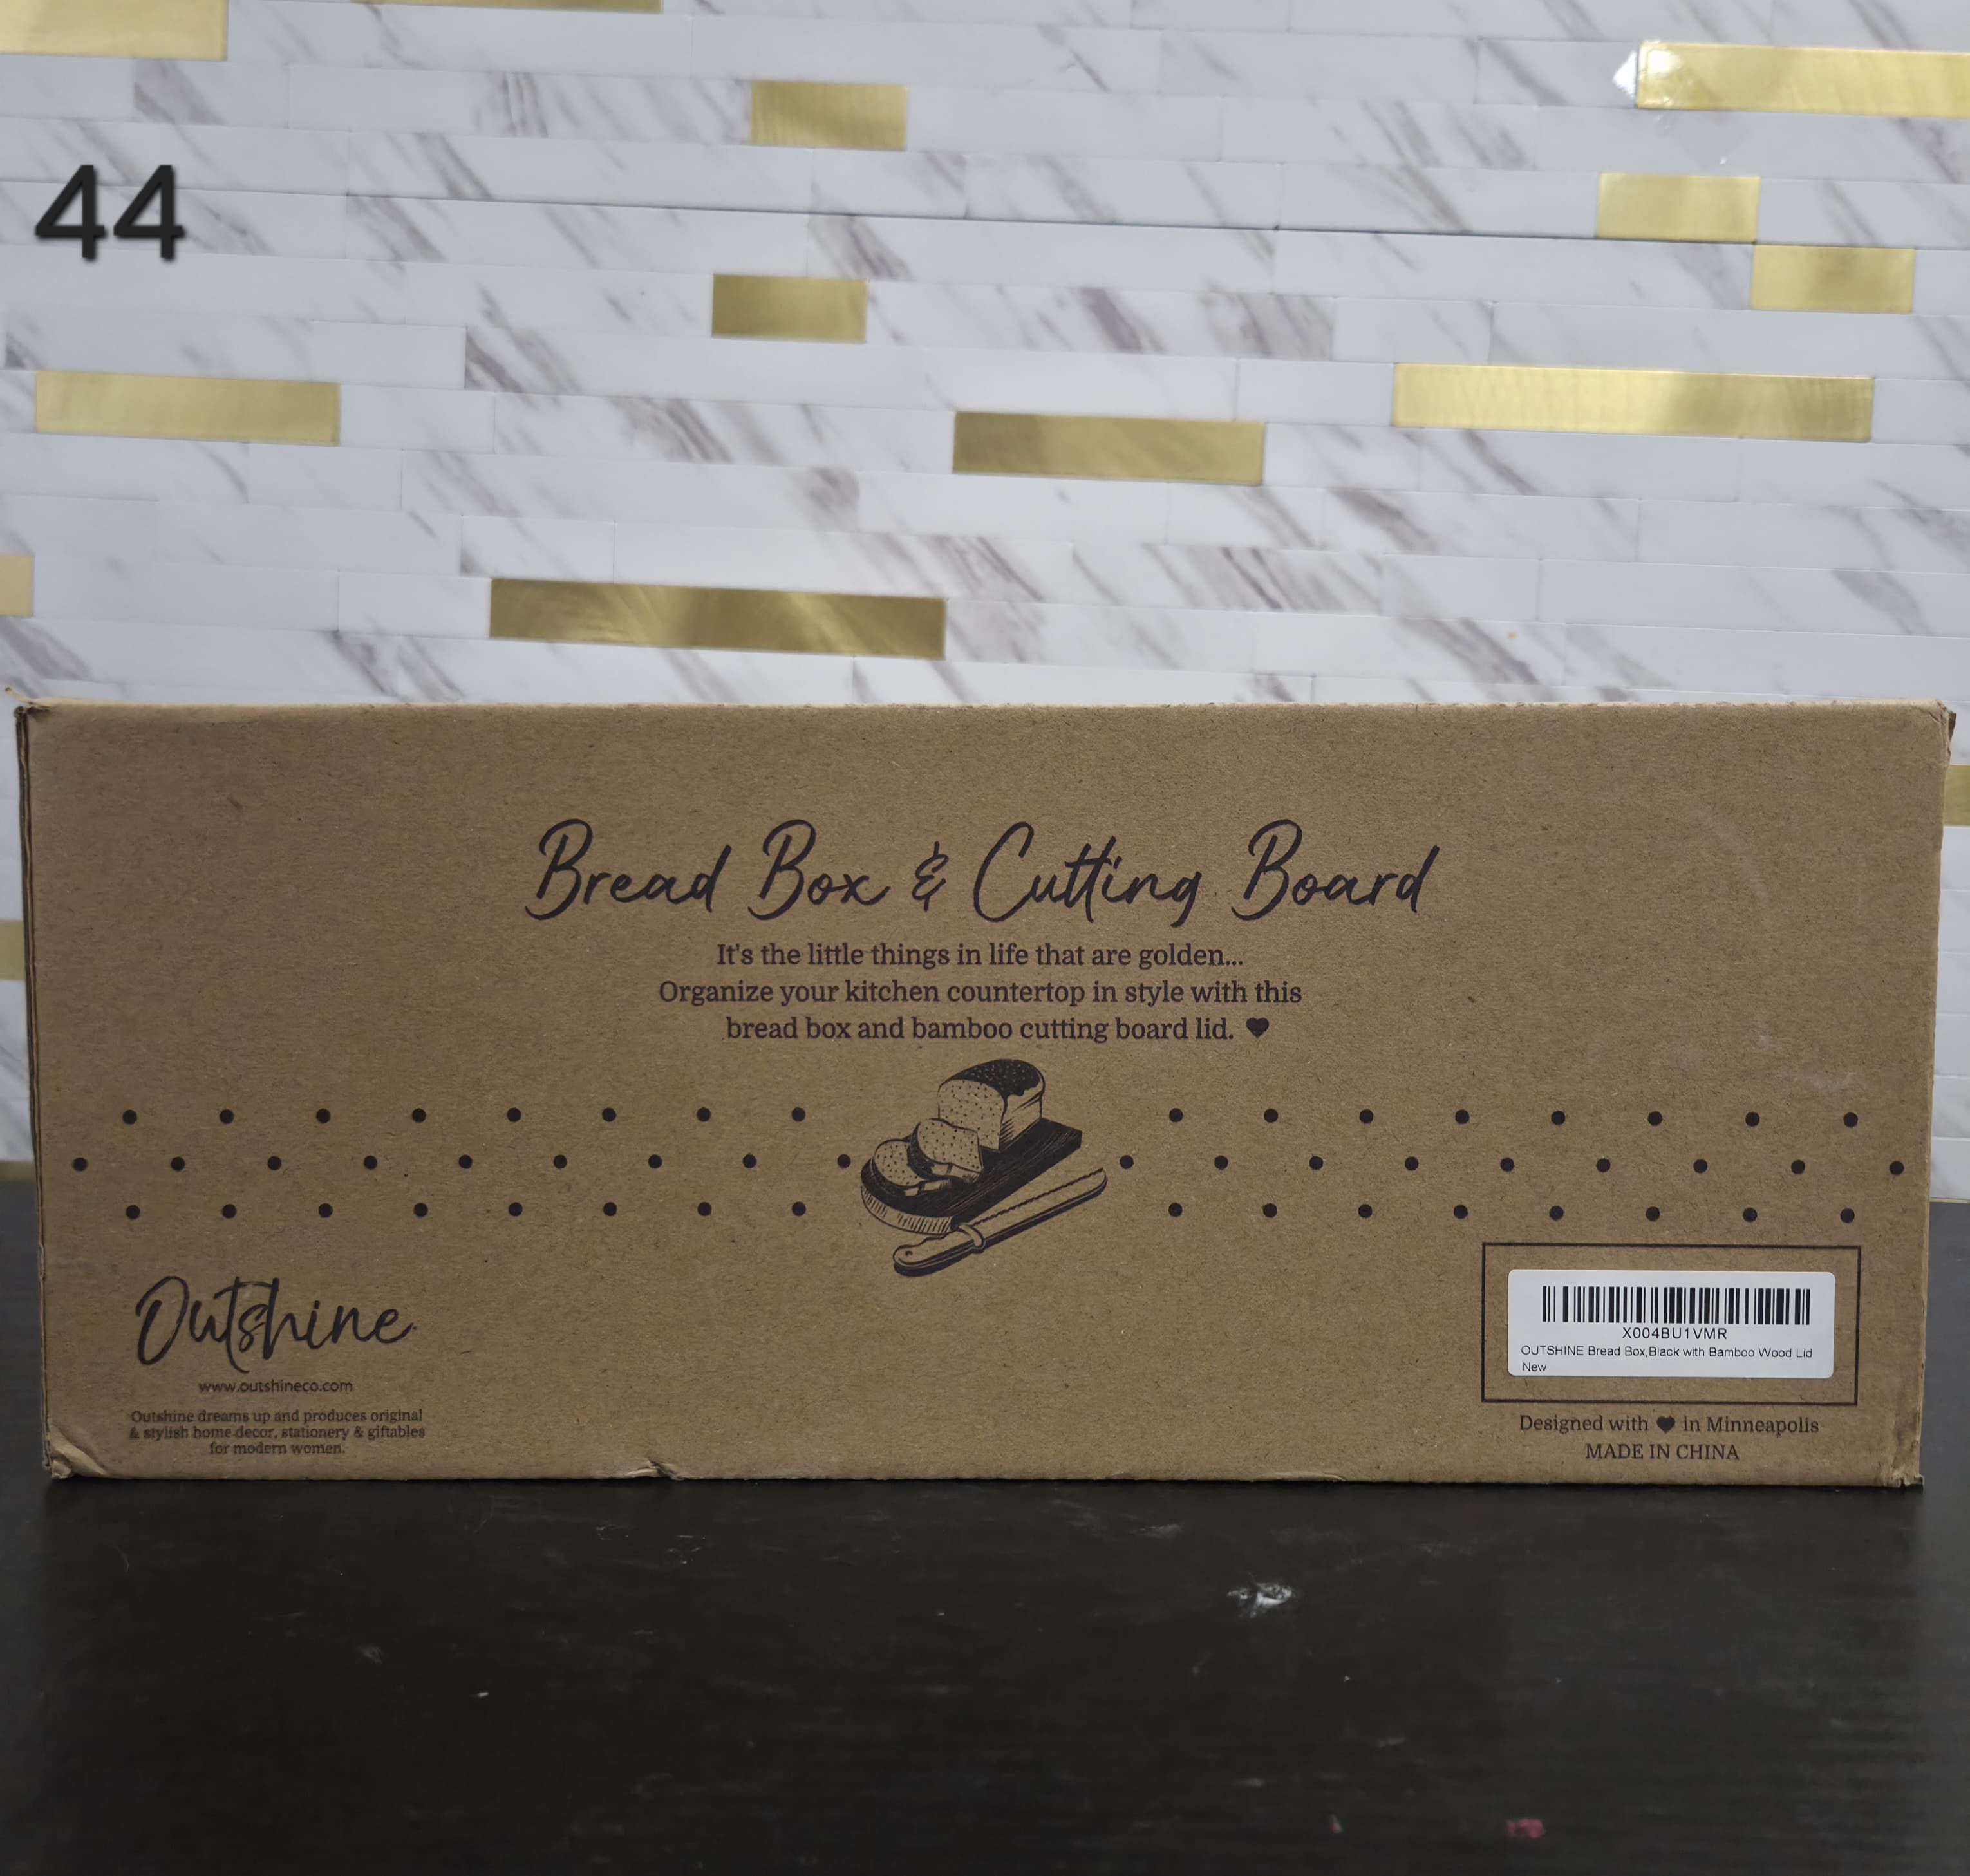 44
Bread Box & Cutting Board
It's the little things in life that are golden...
Organize your kitchen countertop in style with this
bread box and bamboo cutting board lid. ♥
Outshine
www.outshineco.com
Outshine dreams up and produces original
& stylish home decor, stationery & giftables
for modern women.
X004BU1VMR
OUTSHINE Bread Box,Black with Bamboo Wood Lid
New
Designed with ♥ in Minneapolis
MADE IN CHINA